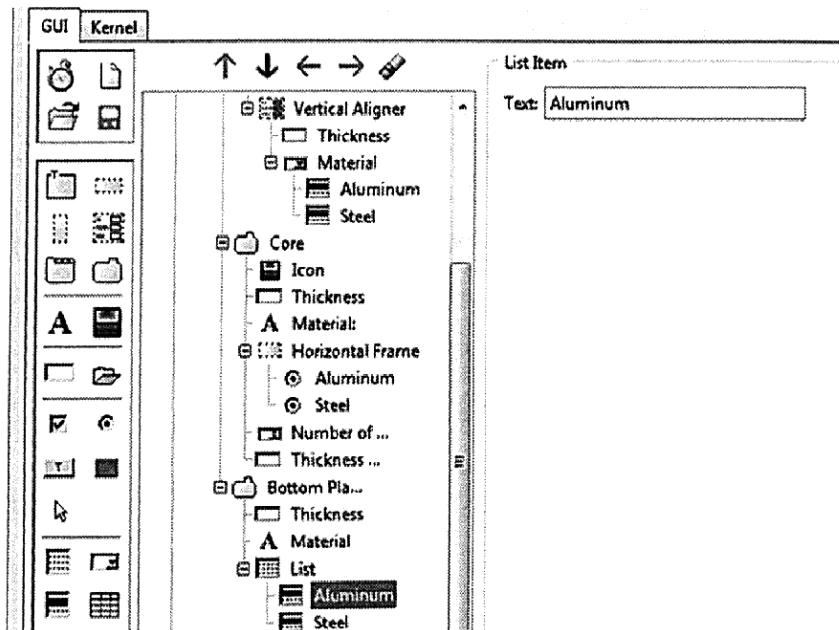 GUI Kernel
List Item
Vertical Aligner
Text: Aluminum
Thickness
Material
Aluminum
Steel
Core
Icon
Thickness
A Material:
Horizontal Frame
Aluminum
Steel
Number of ...
Thickness ...
Bottom Pla...
Thickness
A Material
List
Aluminum
Steel
T
A
T